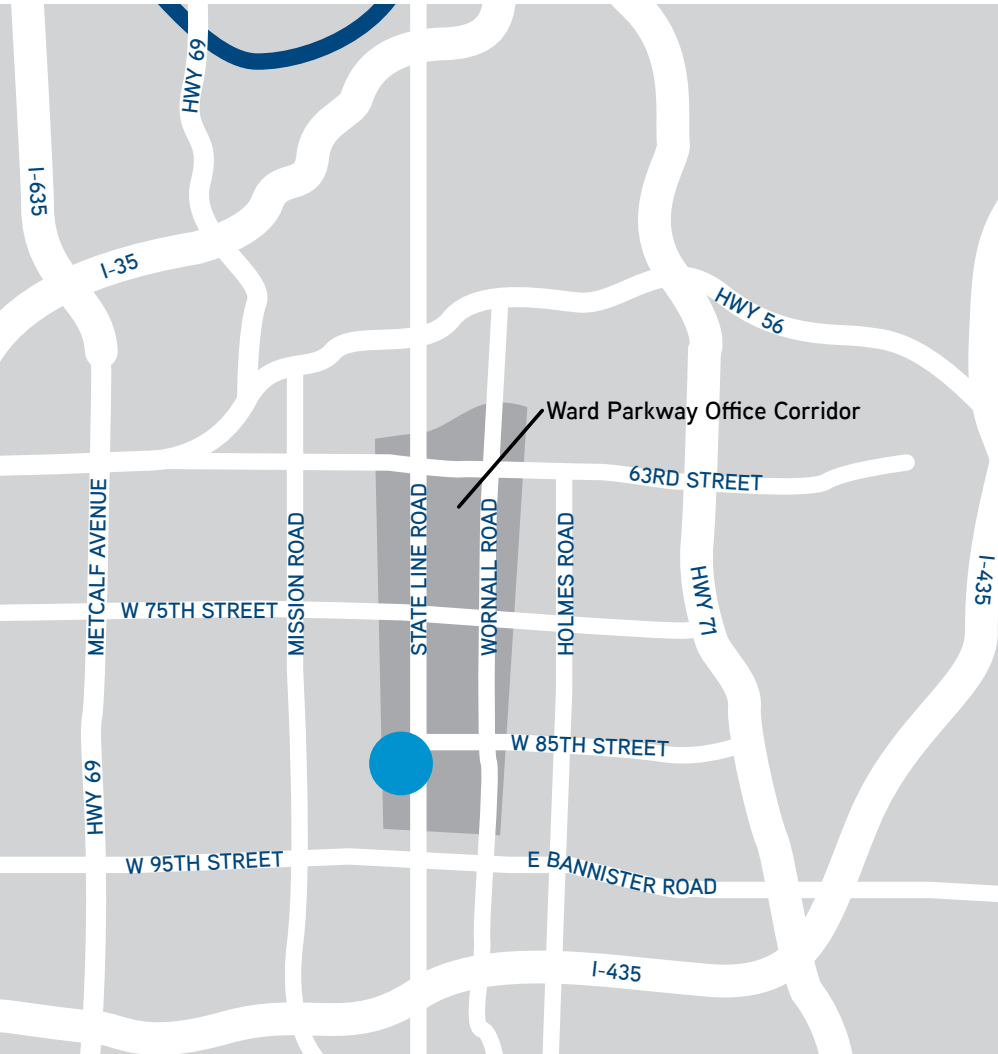 HWY 69
I-635
I-35
HWY 56
Ward Parkway Office Corridor
63RD STREET
METCALF AVENUE
MISSION ROAD
STATE LINE ROAD
WORNALL ROAD
HOLMES ROAD
I-435
HWY 71
W 75TH STREET
W 85TH STREET
HWY 69
W 95TH STREET
E BANNISTER ROAD
I-435